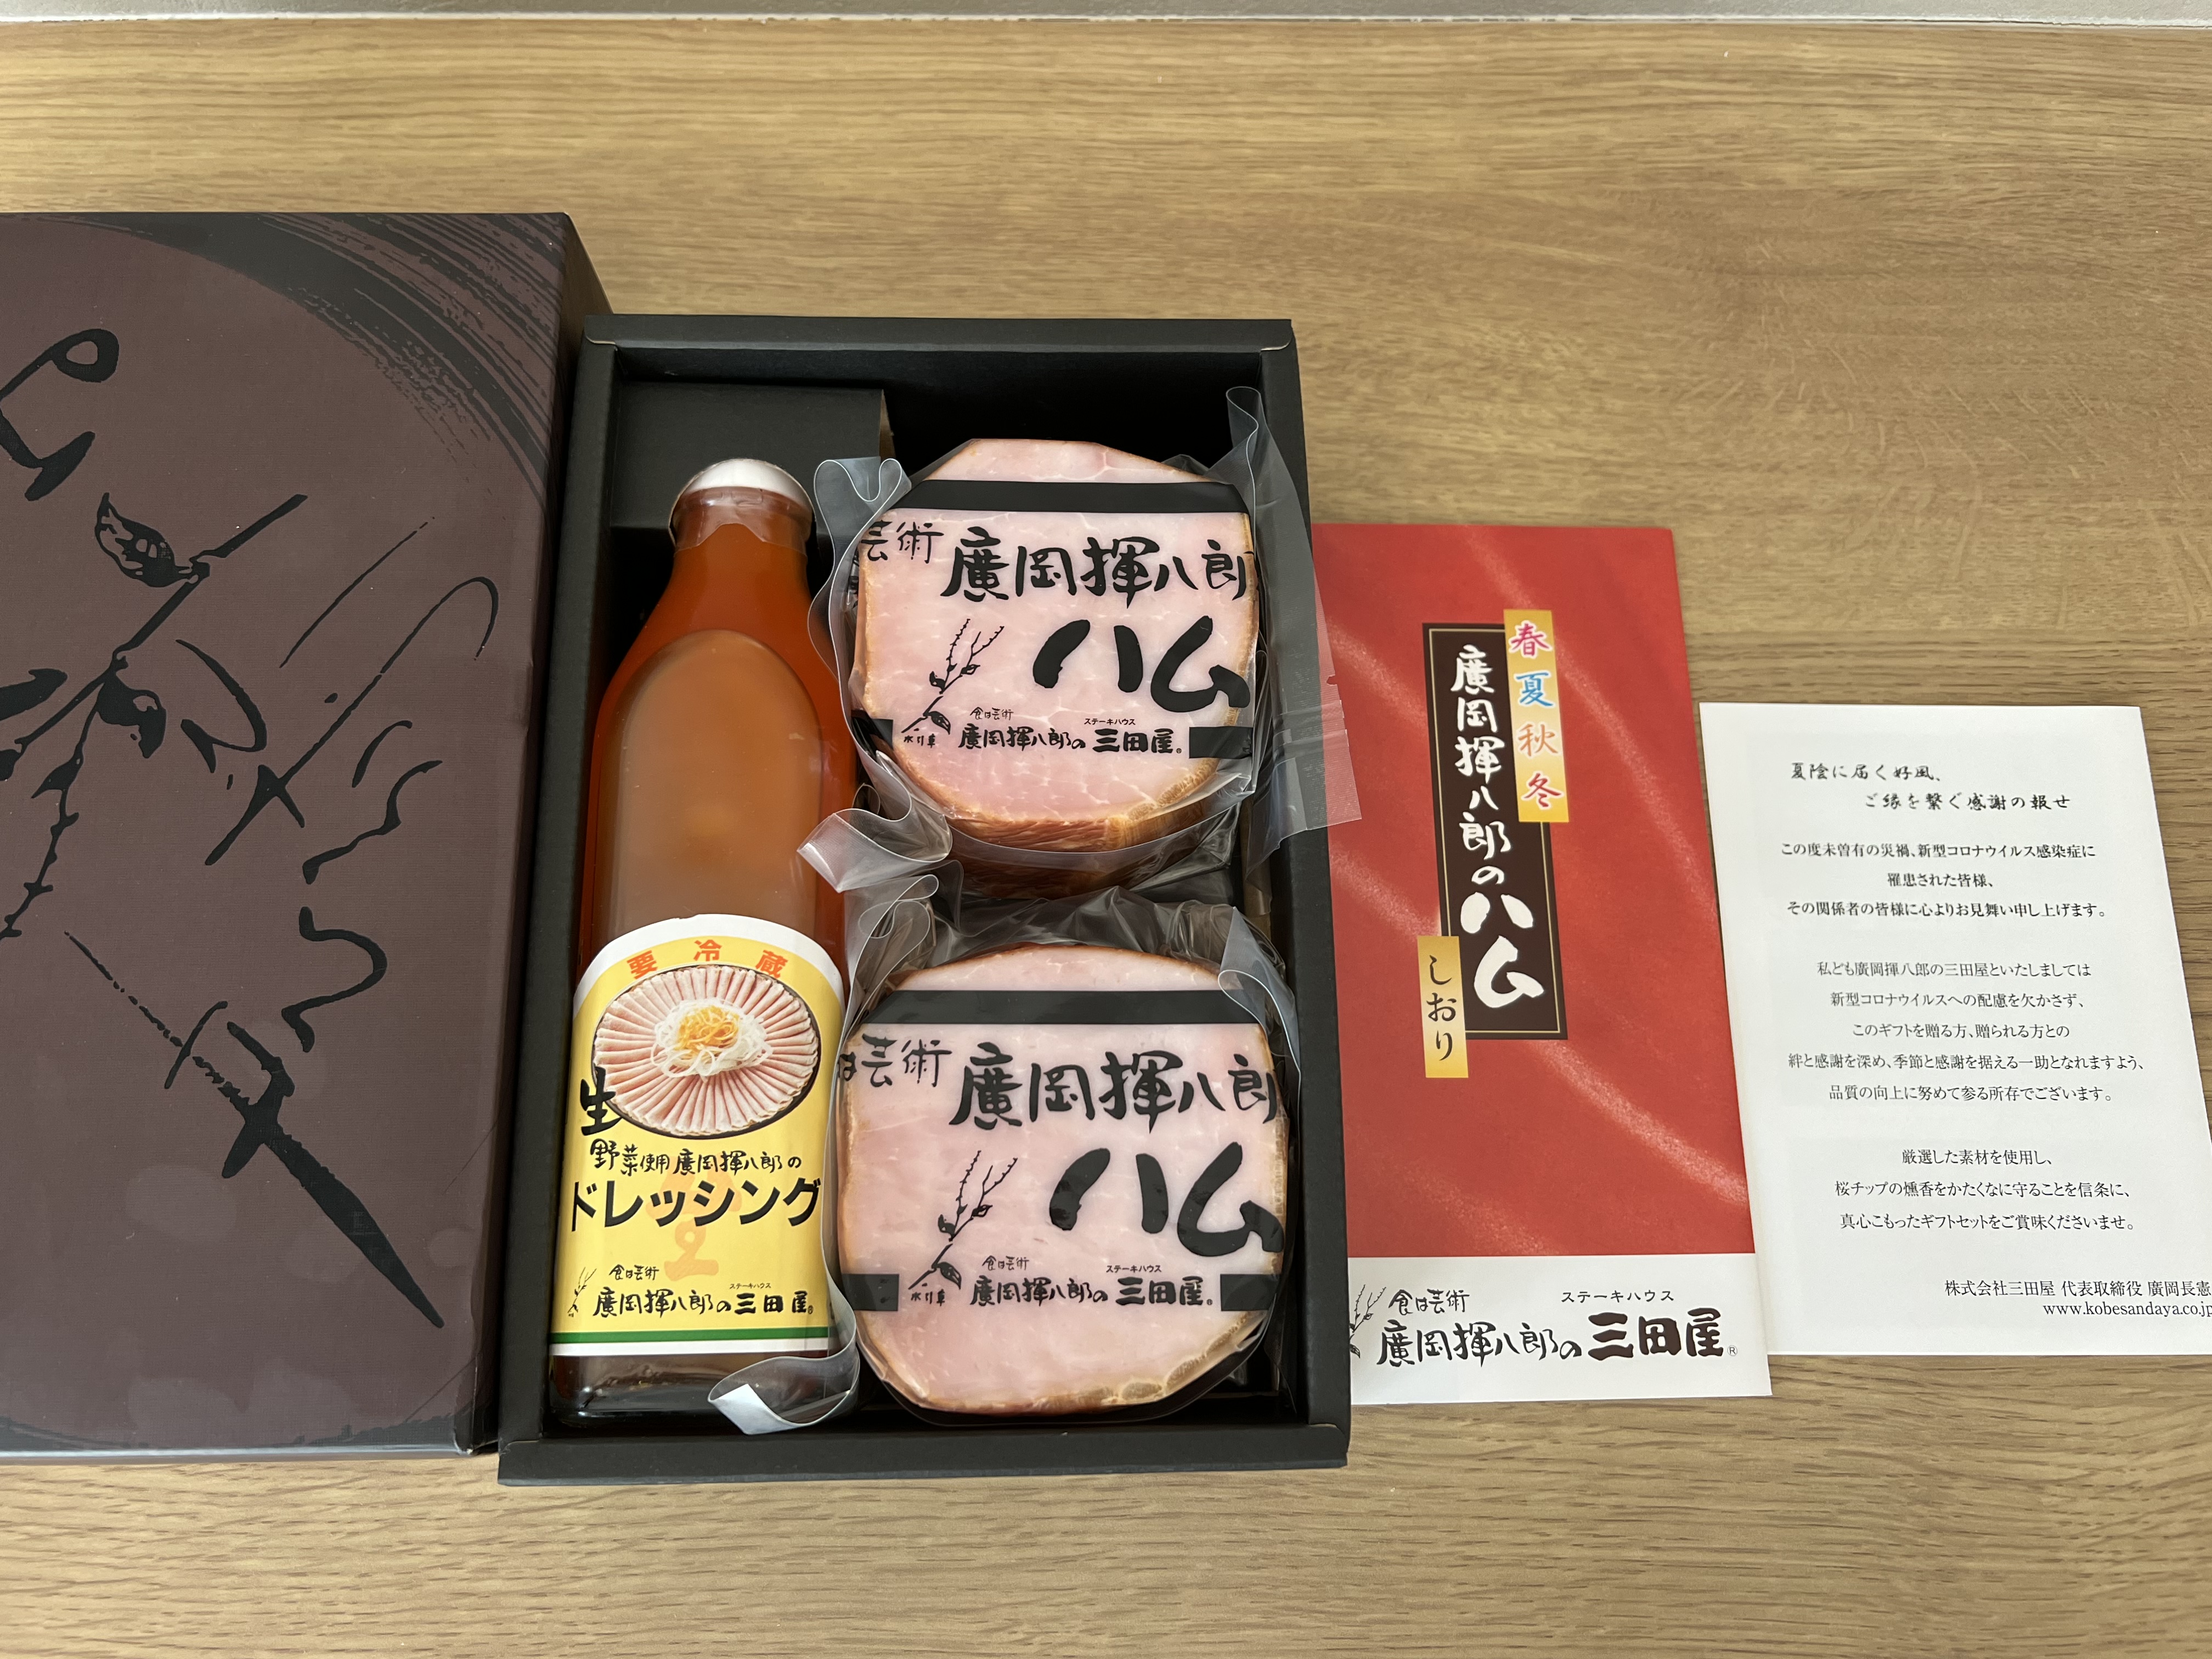 要冷蔵
生
野菜使用廣岡揮八郎の
ドレッシング
食は芸術
ステーキハウス
廣岡揮八郎の三田屋®
芸術
廣岡揮八郎
ハム
食は芸術
ステーキハウス
廣岡揮八郎の三田屋®
は芸術
廣岡揮八郎
ハム
食は芸術
ステーキハウス
廣岡揮八郎の三田屋®
春夏秋冬
廣岡揮八郎のハム
しおり
食は芸術
ステーキハウス
廣岡揮八郎の三田屋®
夏陰に届く好風、
ご縁を繋ぐ感謝の報せ
この度未曽有の災禍、新型コロナウイルス感染症に
罹患された皆様、
その関係者の皆様に心よりお見舞い申し上げます。
私ども廣岡揮八郎の三田屋といたしましては
新型コロナウイルスへの配慮を欠かさず、
このギフトを贈る方、贈られる方との
絆と感謝を深め、季節と感謝を据える一助となれますよう、
品質の向上に努めて参る所存でございます。
厳選した素材を使用し、
桜チップの燻香をかたくなに守ることを信条に、
真心こもったギフトセットをご賞味くださいませ。
株式会社三田屋 代表取締役 廣岡長憲
www.kobesandaya.co.jp